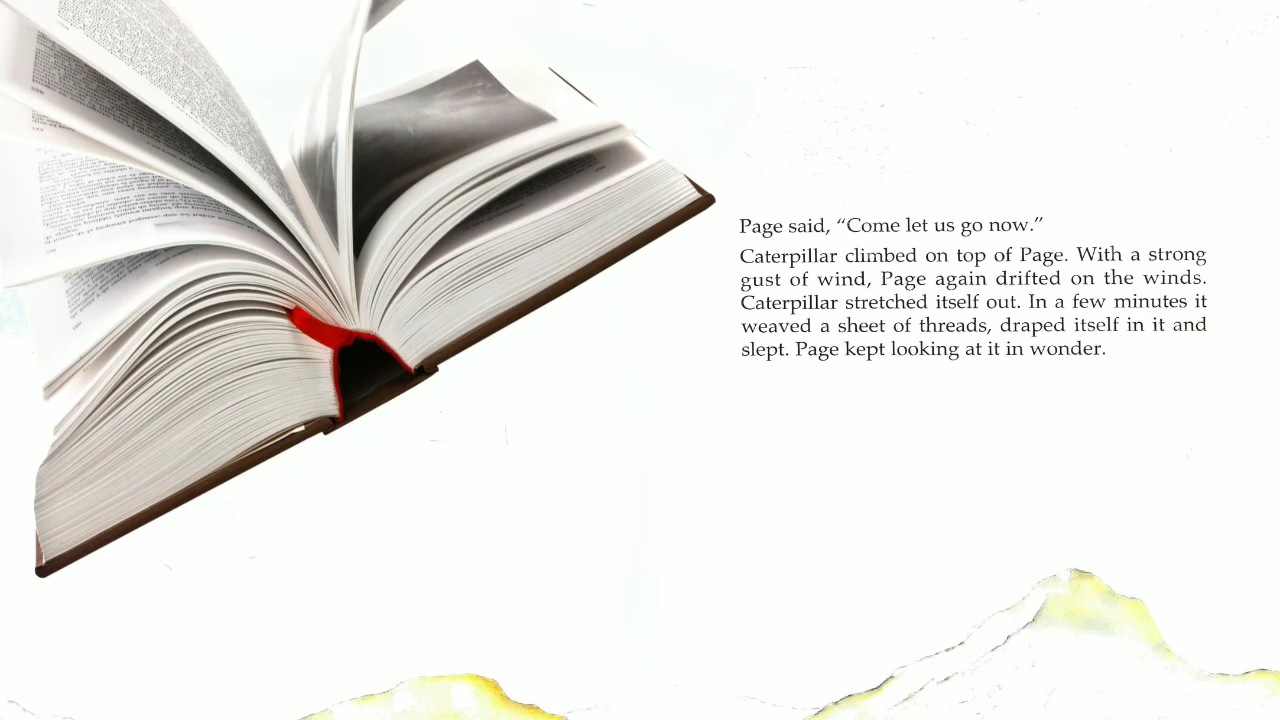 Page said, “Come let us go now.”
Caterpillar climbed on top of Page. With a strong
gust of wind, Page again drifted on the winds.
Caterpillar stretched itself out. In a few minutes it
weaved a sheet of threads, draped itself in it and
slept. Page kept looking at it in wonder.